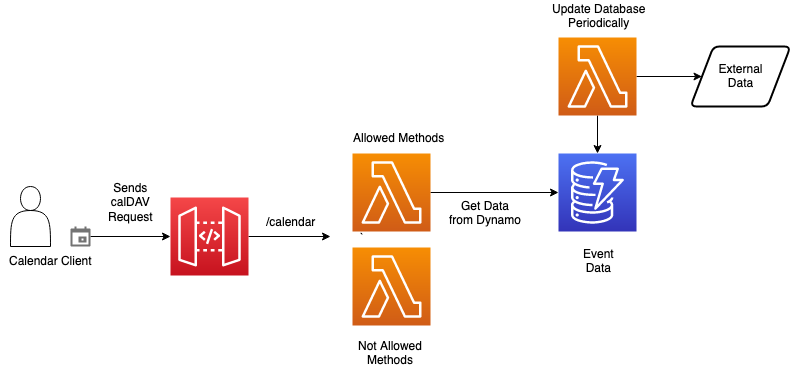 Update Database
Periodically
External
Data
Allowed Methods
Sends
calDAV
Request
/calendar
Get Data
from Dynamo
Calendar Client
Event
Data
Not Allowed
Methods